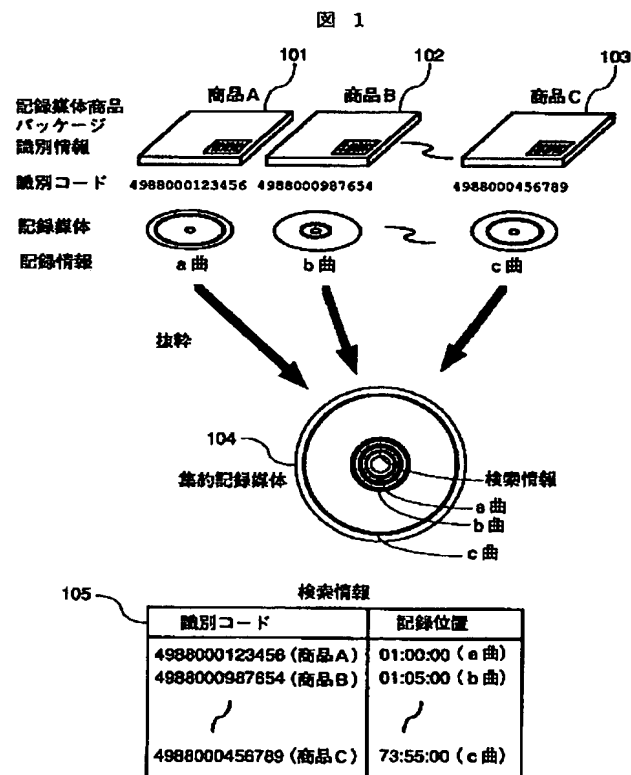 図 1
101
102
103
商品A
商品B
商品C
記録媒体商品
パッケージ
識別情報
識別コード
4988000123456 4988000987654
4988000456789
記録媒体
記録情報
a曲
b曲
c曲
抜粋
104
集約記録媒体
検索情報
a曲
b曲
c曲
105
検索情報
識別コード 記録位置
4988000123456 (商品A) 01:00:00 (a曲)
4988000987654 (商品B) 01:05:00 (b曲)
4988000456789 (商品C) 73:55:00 (c曲)